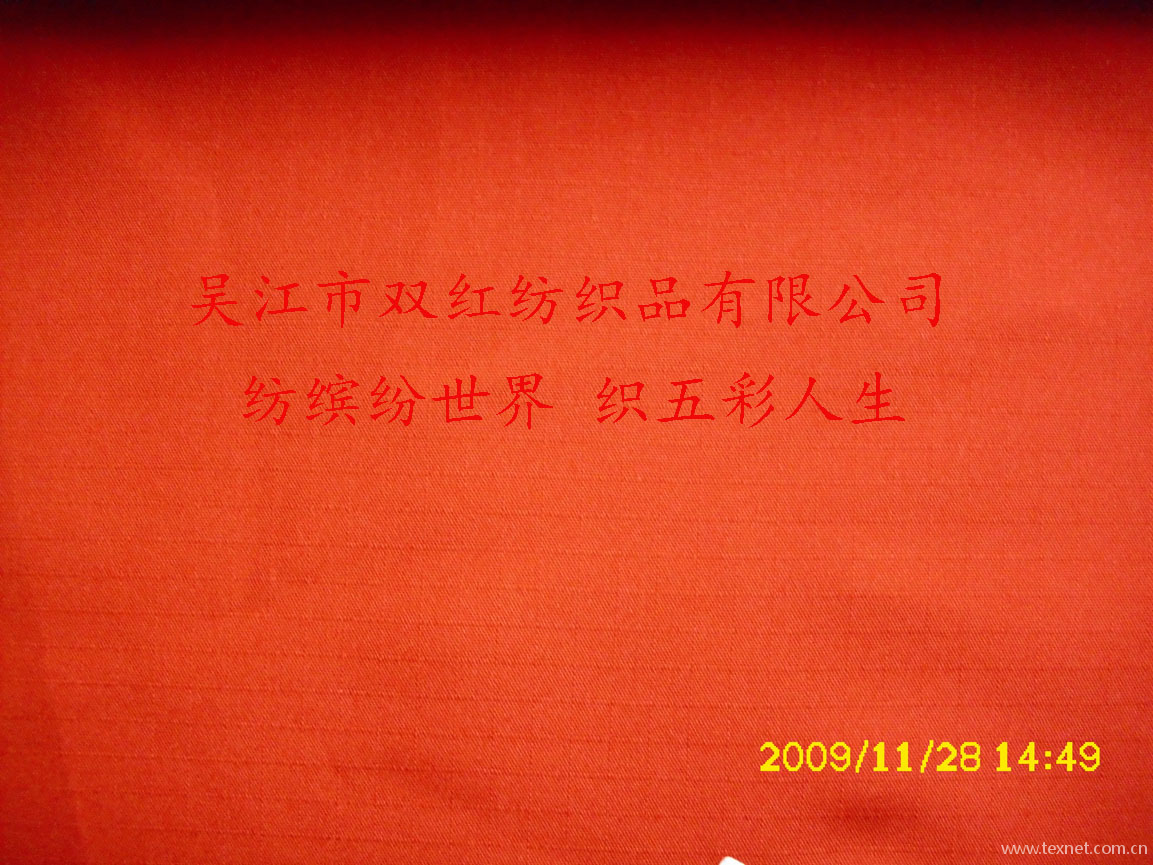 吴江市双红纺织品有限公司
纺缤纷世界 织五彩人生
2009/11/28 14:49
www.texnet.com.cn